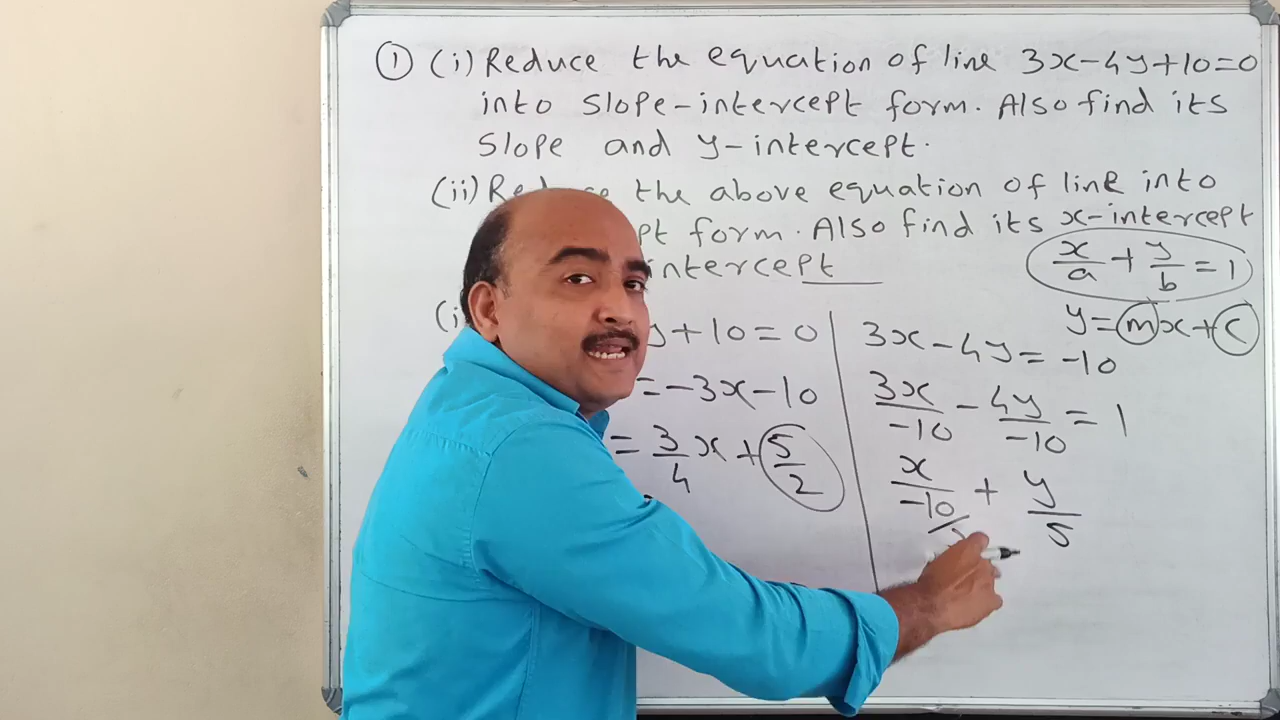 ① (i) Reduce the equation of line 3x-4y+10=0
into slope-intercept form. Also find its
slope and y-intercept.
(ii) the above equation of line into
form. Also find its x-intercept
intercept
x/a + y/b = 1
y=mx+c
y+10=0
=-3x-10
= 3/4 x + 5/2
3x-4y=-10
3x/-10 - 4y/-10 = 1
x/-10 + y/5